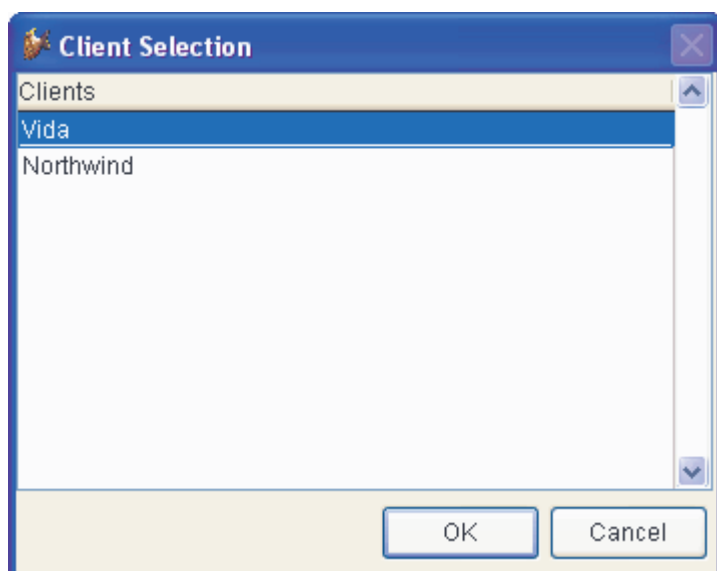 Client Selection
Clients
Vida
Northwind
OK Cancel